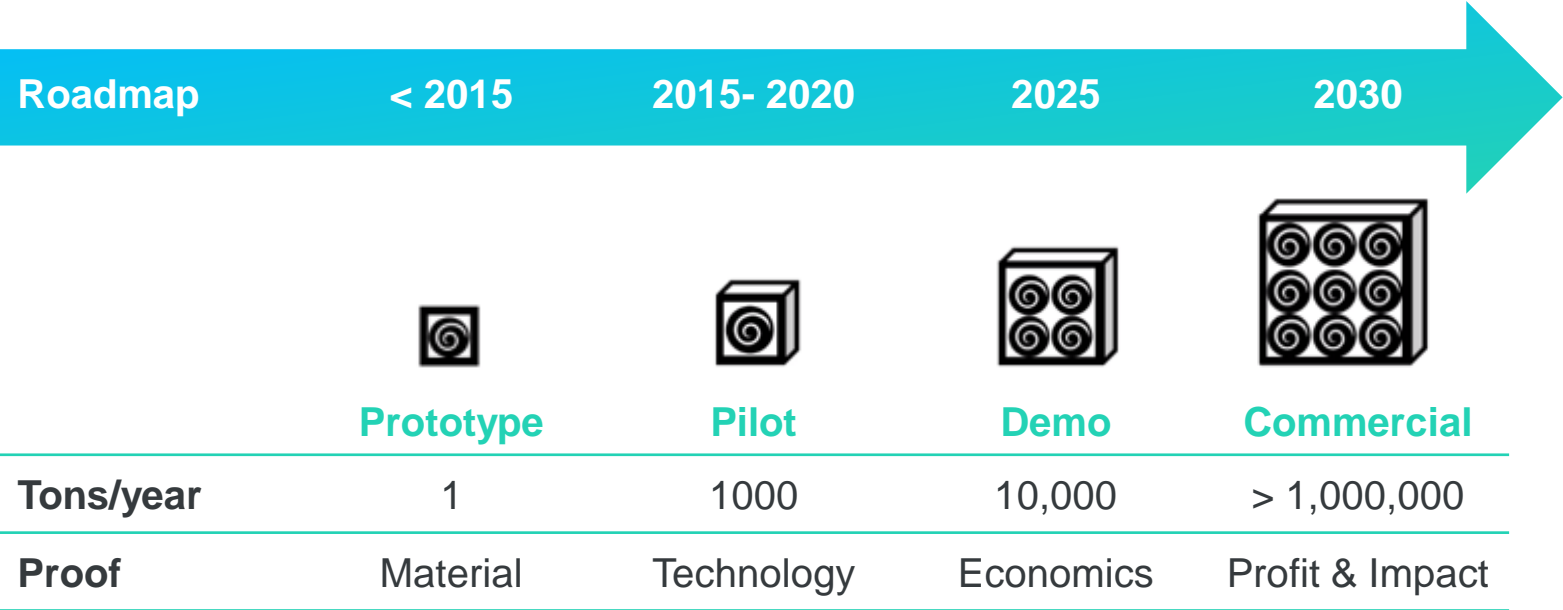 Roadmap < 2015 2015- 2020 2025 2030
Prototype Pilot Demo Commercial
Tons/year 1 1000 10,000 > 1,000,000
Proof Material Technology Economics Profit & Impact